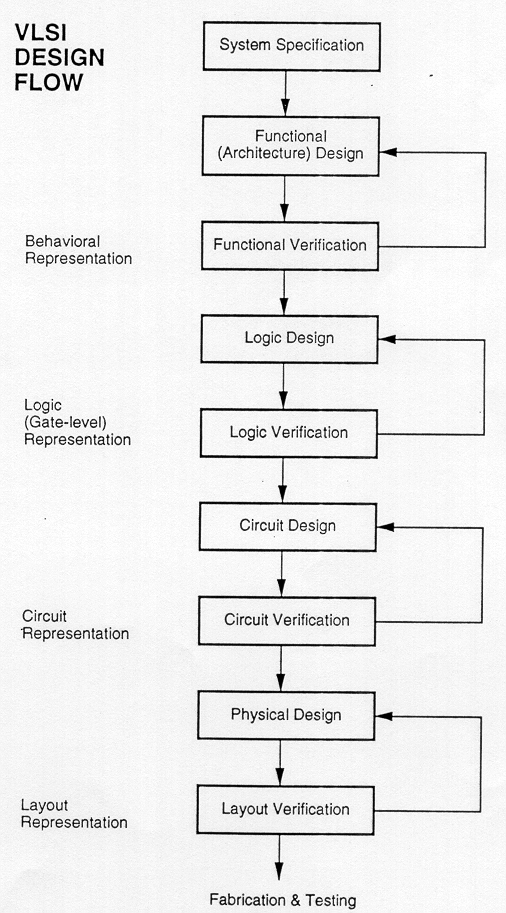 VLSI
DESIGN
FLOW
System Specification
Functional
(Architecture) Design
Behavioral
Representation
Functional Verification
Logic Design
Logic
(Gate-level)
Representation
Logic Verification
Circuit Design
Circuit
Representation
Circuit Verification
Physical Design
Layout
Representation
Layout Verification
Fabrication & Testing